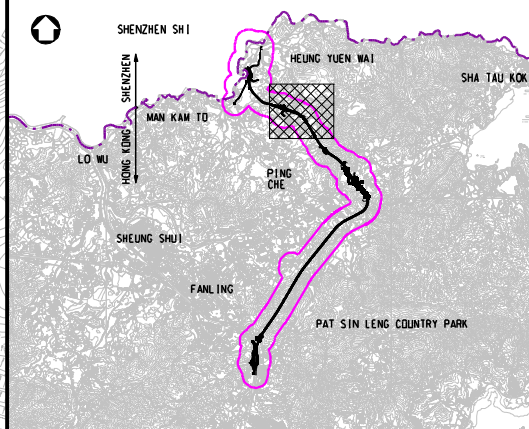 SHENZHEN SHI
HEUNG YUEN WAI
SHA TAU KOK
SHENZHEN
MAN KAM TO
HONG KONG
LO WU
PING
CHE
SHEUNG SHUI
FANLING
PAT SIN LENG COUNTRY PARK